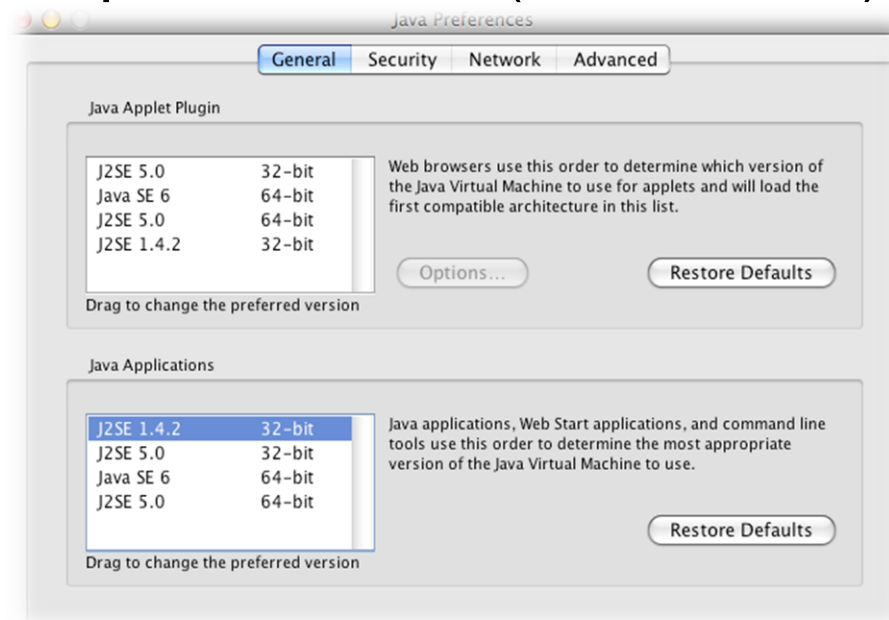 Java Preferences
General Security Network Advanced
Java Applet Plugin
J2SE 5.0 32-bit
Java SE 6 64-bit
J2SE 5.0 64-bit
J2SE 1.4.2 32-bit
Web browsers use this order to determine which version of
the Java Virtual Machine to use for applets and will load the
first compatible architecture in this list.
Options... Restore Defaults
Drag to change the preferred version
Java Applications
J2SE 1.4.2 32-bit
J2SE 5.0 32-bit
Java SE 6 64-bit
J2SE 5.0 64-bit
Java applications, Web Start applications, and command line
tools use this order to determine the most appropriate
version of the Java Virtual Machine to use.
Restore Defaults
Drag to change the preferred version